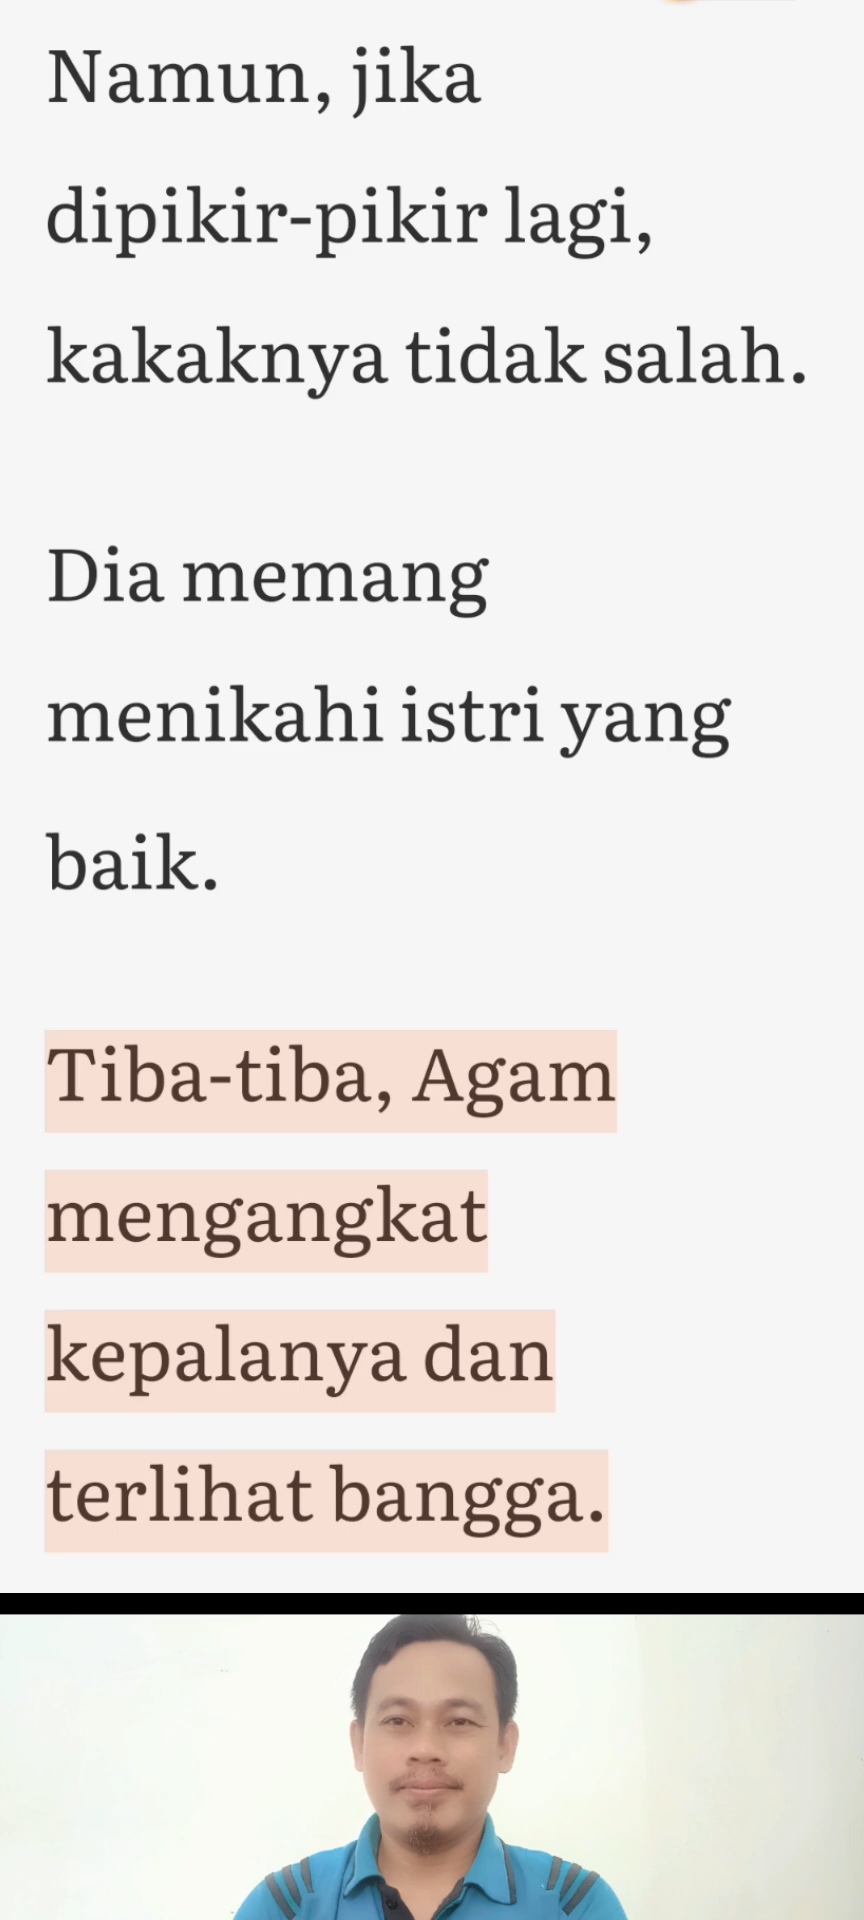 Namun, jika
dipikir-pikir lagi,
kakaknya tidak salah.
Dia memang
menikahi istri yang
baik.
Tiba-tiba, Agam
mengangkat
kepalanya dan
terlihat bangga.